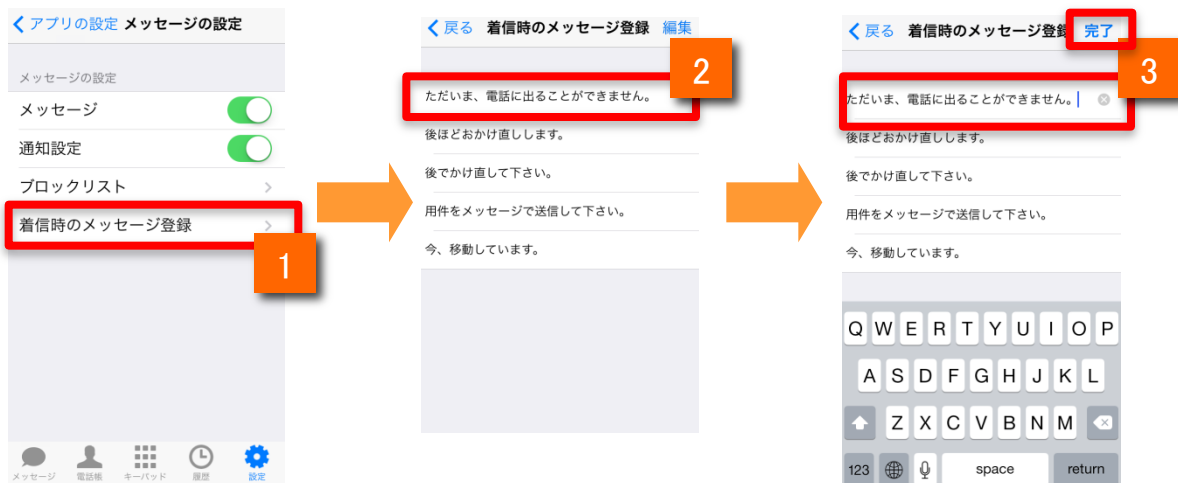 アプリの設定 メッセージの設定
メッセージの設定
メッセージ
通知設定
ブロックリスト
着信時のメッセージ登録
1
メッセージ 電話帳 キーパッド 履歴 設定
戻る 着信時のメッセージ登録 編集
2
ただいま、電話に出ることができません。
後ほどおかけ直しします。
後でかけ直して下さい。
用件をメッセージで送信して下さい。
今、移動しています。
戻る 着信時のメッセージ登録 完了
3
ただいま、電話に出ることができません。
後ほどおかけ直しします。
後でかけ直して下さい。
用件をメッセージで送信して下さい。
今、移動しています。
Q W E R T Y U I O P
A S D F G H J K L
Z X C V B N M
123 space return